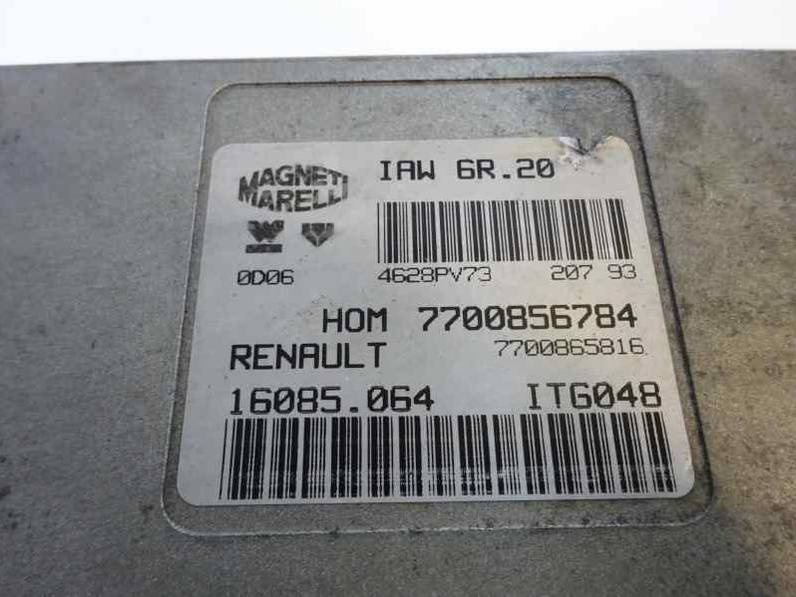 MAGNETI
MARELLI
IAW 6R.20
0D06
4628PV73 207 93
HOM 7700856784
RENAULT 7700865816
16085.064 ITG048